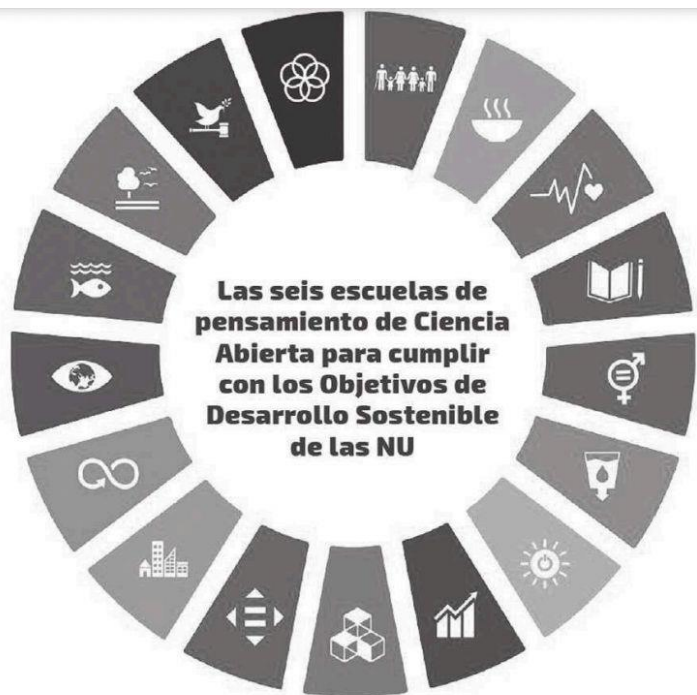 Las seis escuelas de
pensamiento de Ciencia
Abierta para cumplir
con los Objetivos de
Desarrollo Sostenible
de las NU